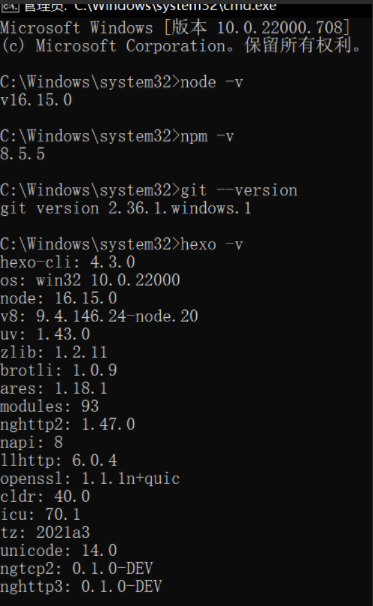 管理员: C:\Windows\system32\cmd.exe
Microsoft Windows [版本 10.0.22000.708]
(c) Microsoft Corporation。保留所有权利。
C:\Windows\system32>node -v
v16.15.0
C:\Windows\system32>npm -v
8.5.5
C:\Windows\system32>git --version
git version 2.36.1.windows.1
C:\Windows\system32>hexo -v
hexo-cli: 4.3.0
os: win32 10.0.22000
node: 16.15.0
v8: 9.4.146.24-node.20
uv: 1.43.0
zlib: 1.2.11
brotli: 1.0.9
ares: 1.18.1
modules: 93
nghttp2: 1.47.0
napi: 8
llhttp: 6.0.4
openssl: 1.1.1n+quic
cldr: 40.0
icu: 70.1
tz: 2021a3
unicode: 14.0
ngtcp2: 0.1.0-DEV
nghttp3: 0.1.0-DEV